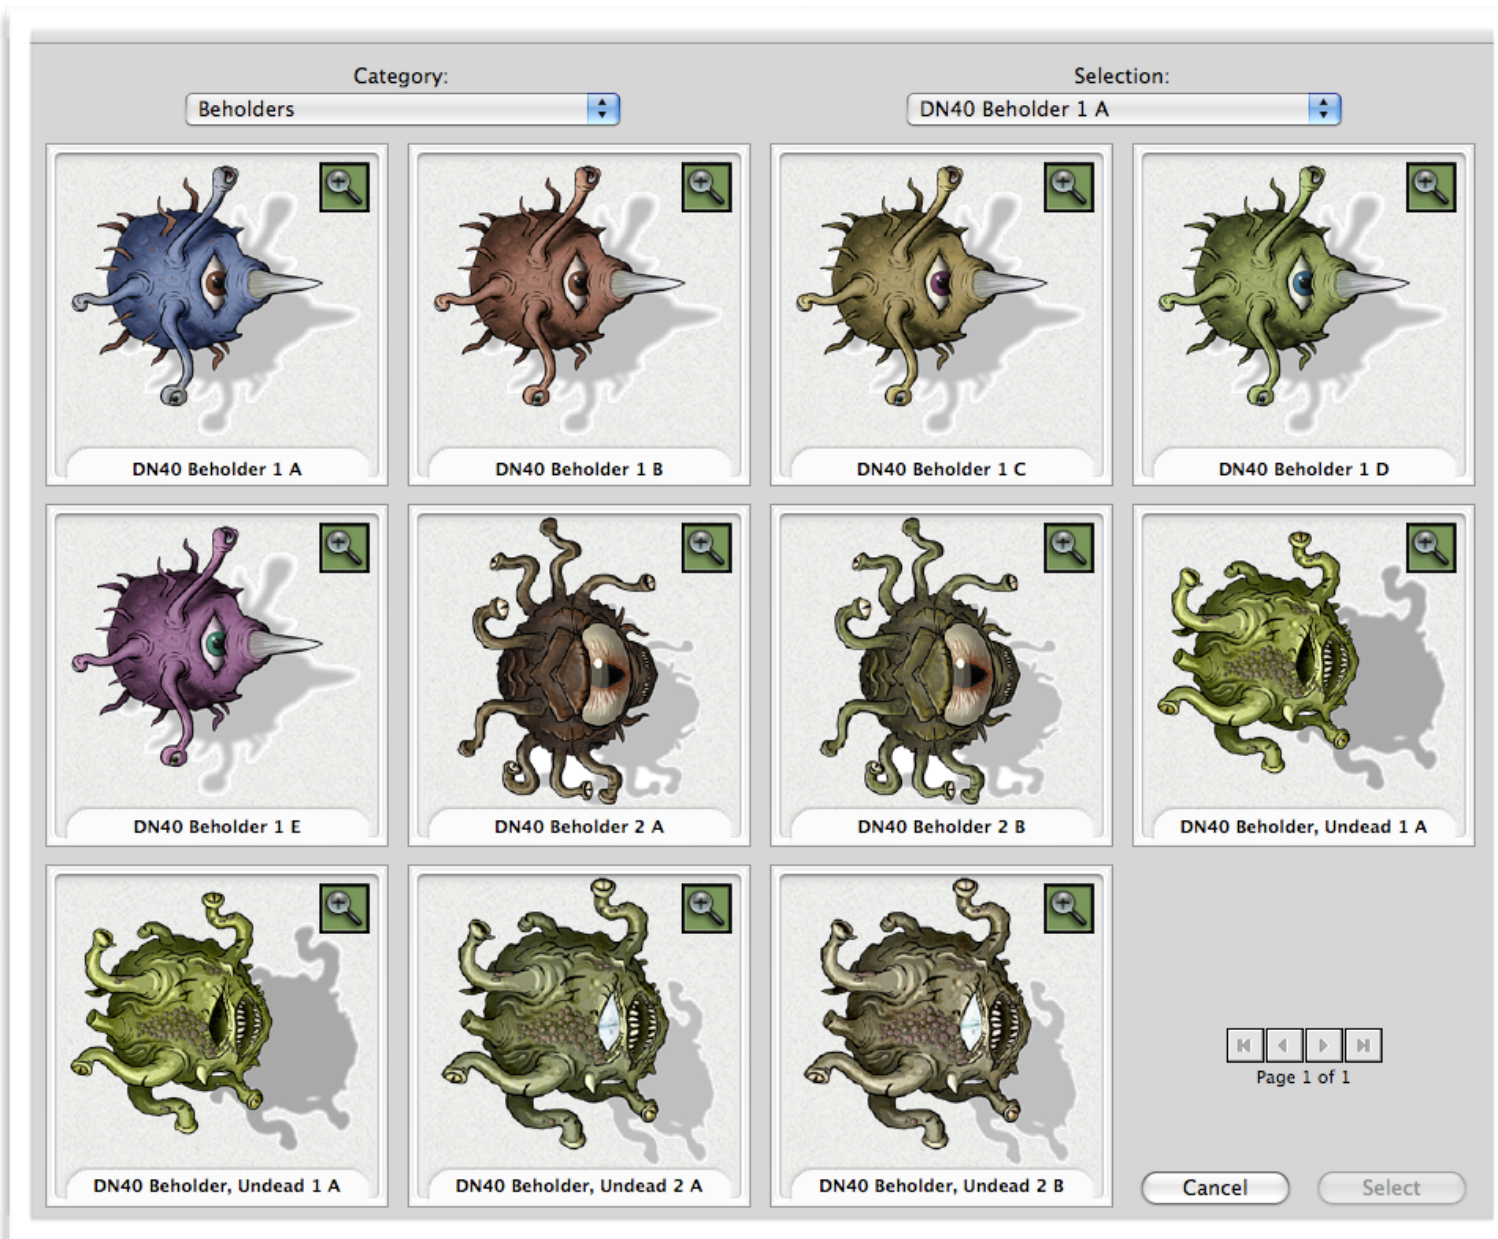 Category:
Selection:
Beholders
DN40 Beholder 1 A
DN40 Beholder 1 A
DN40 Beholder 1 B
DN40 Beholder 1 C
DN40 Beholder 1 D
DN40 Beholder 1 E
DN40 Beholder 2 A
DN40 Beholder 2 B
DN40 Beholder, Undead 1 A
DN40 Beholder, Undead 1 A
DN40 Beholder, Undead 2 A
DN40 Beholder, Undead 2 B
Page 1 of 1
Cancel
Select